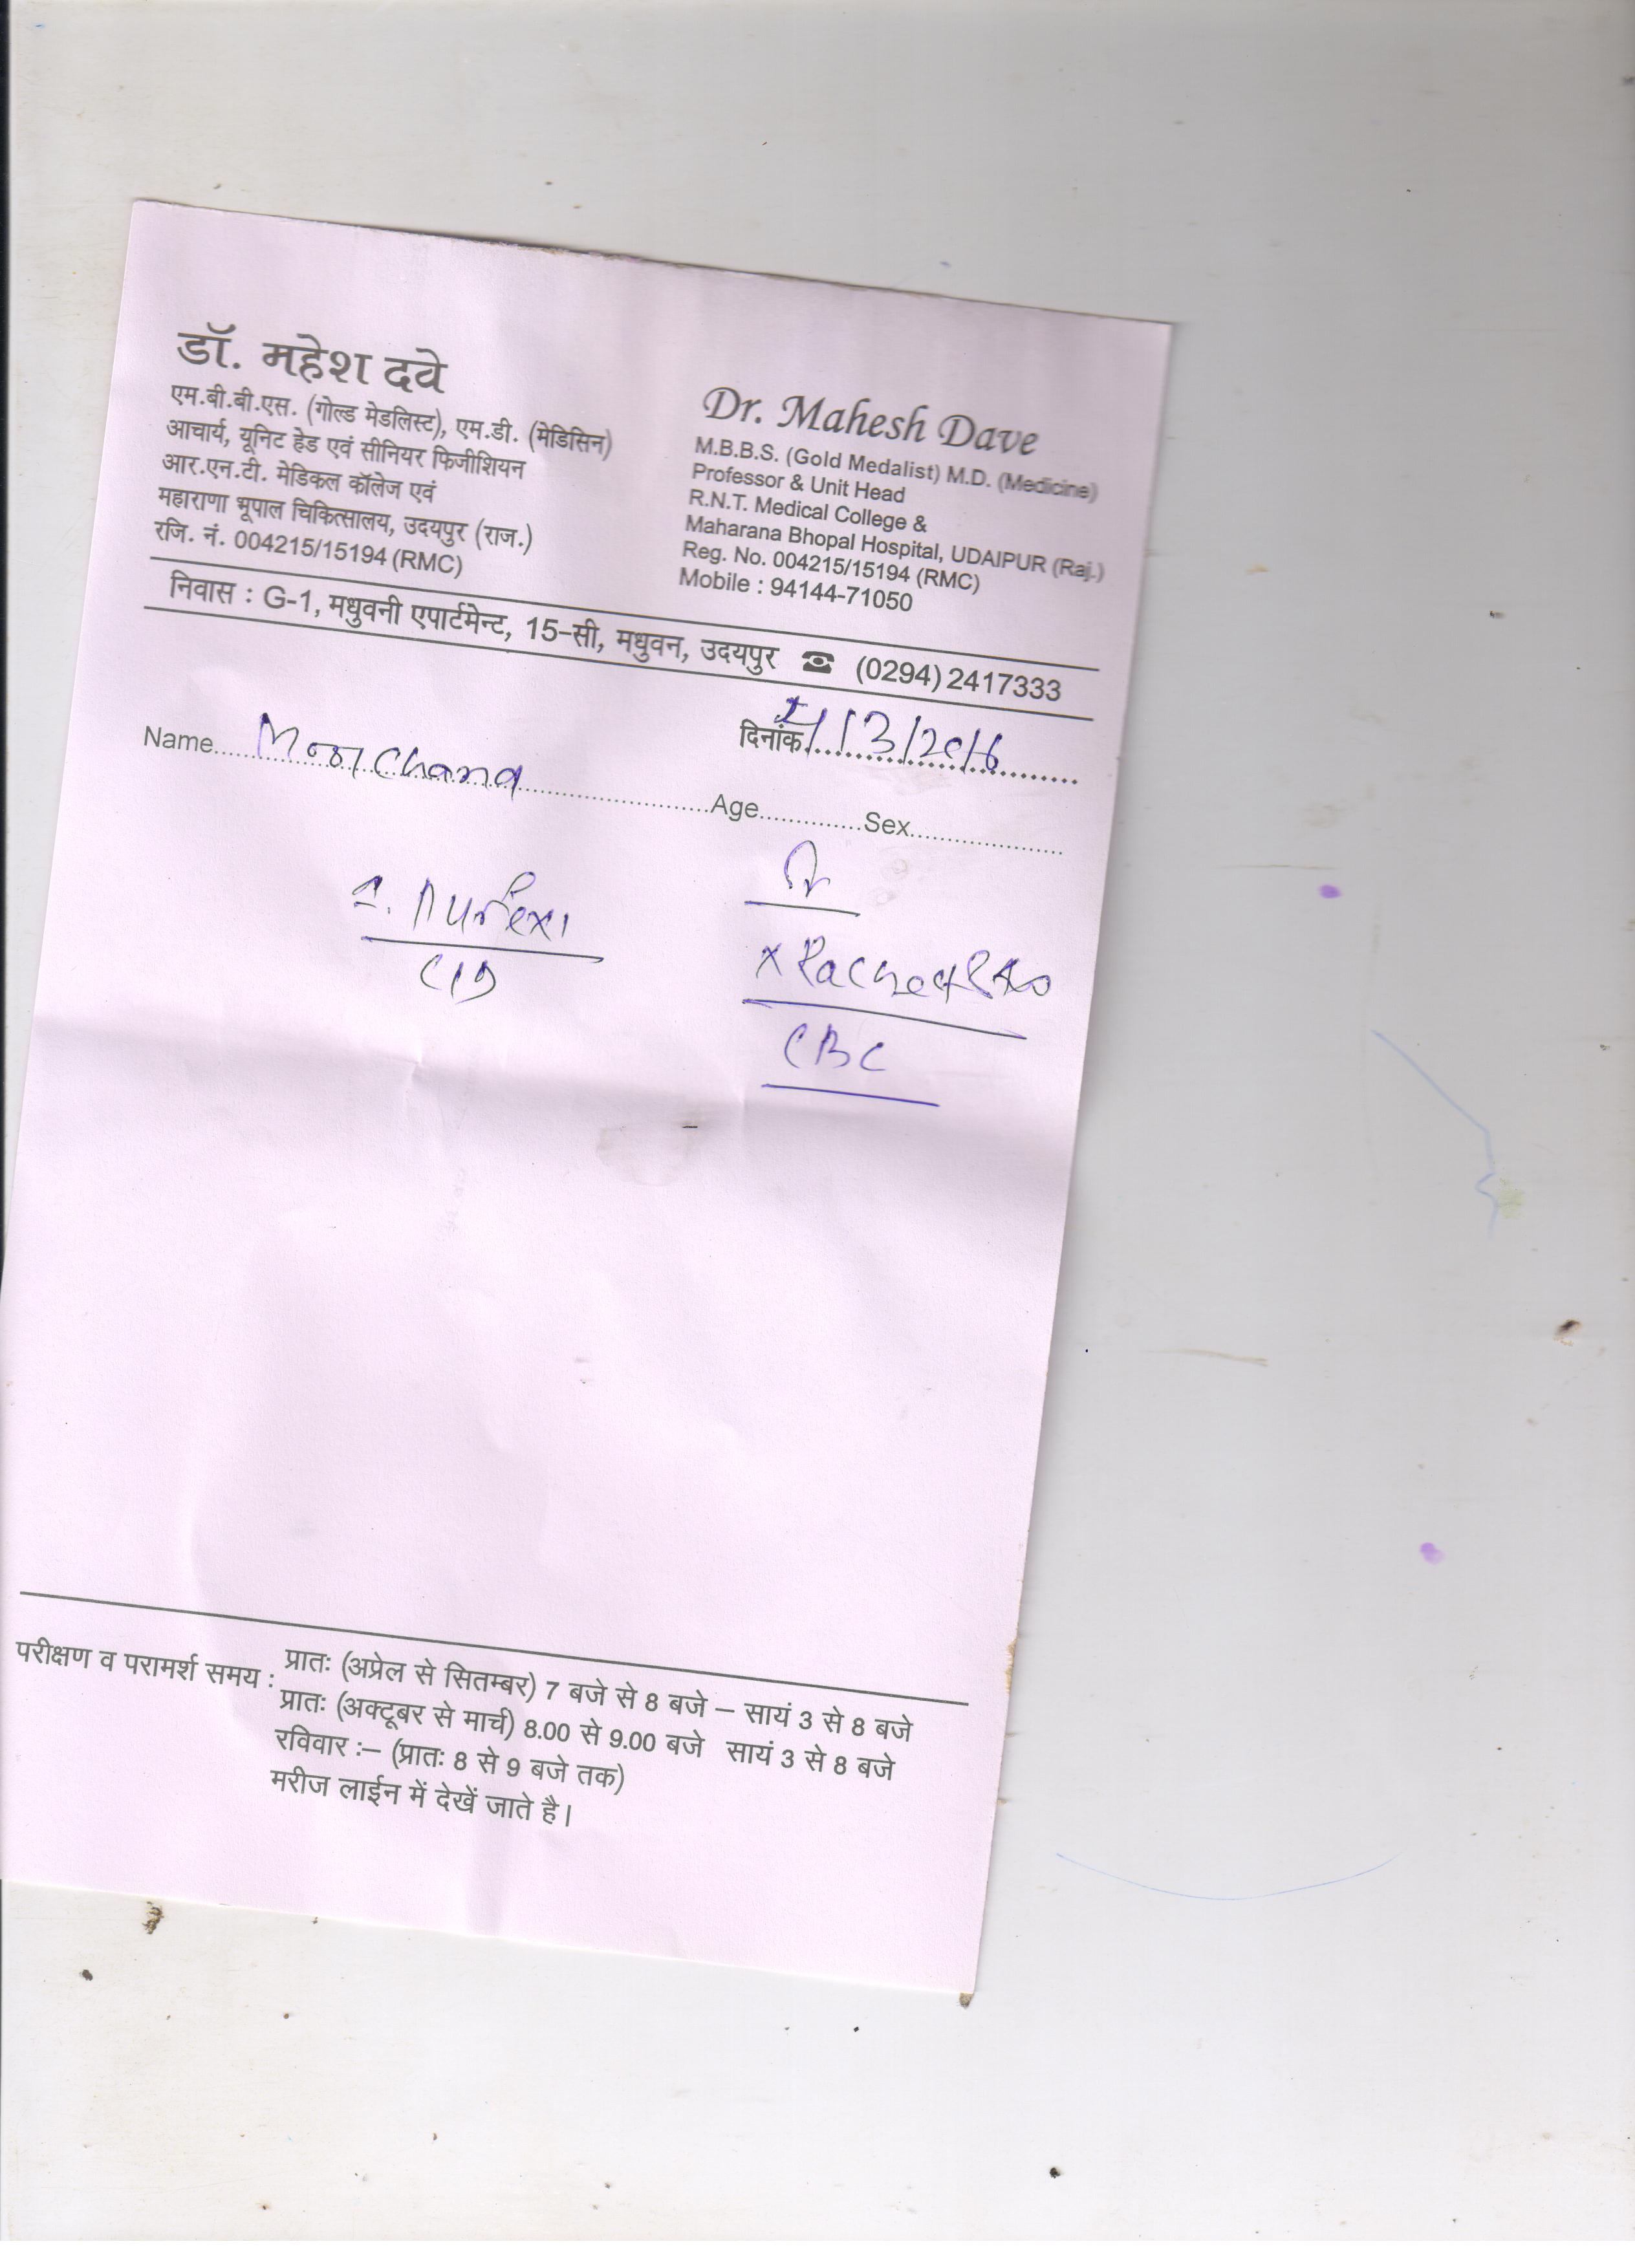 डॉ. महेश दवे
एम.बी.बी.एस. (गोल्ड मेडलिस्ट), एम.डी. (मेडिसिन)
आचार्य, यूनिट हेड एवं सीनियर फिजीशियन
आर.एन.टी. मेडिकल कॉलेज एवं
महाराणा भूपाल चिकित्सालय, उदयपुर (राज.)
रजि. नं. 004215/15194 (RMC)
Dr. Mahesh Dave
M.B.B.S. (Gold Medalist) M.D. (Medicine)
Professor & Unit Head
R.N.T. Medical College &
Maharana Bhopal Hospital, UDAIPUR (Raj.)
Reg. No. 004215/15194 (RMC)
Mobile : 94144-71050
निवास : G-1, मधुवनी एपार्टमेन्ट, 15-सी, मधुवन, उदयपुर ☎ (0294) 2417333
दिनांक /3/2016
Name Chand Age Sex
CBC
परीक्षण व परामर्श समय : प्रातः (अप्रेल से सितम्बर) 7 बजे से 8 बजे – सायं 3 से 8 बजे
प्रातः (अक्टूबर से मार्च) 8.00 से 9.00 बजे सायं 3 से 8 बजे
रविवार :– (प्रातः 8 से 9 बजे तक)
मरीज लाईन में देखें जाते है।